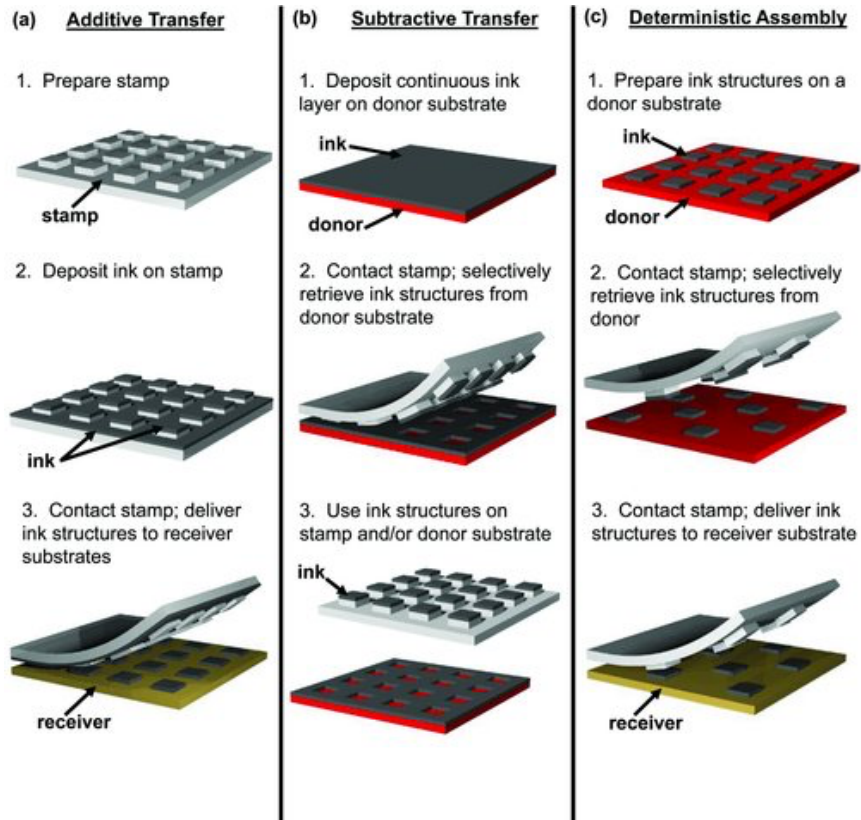 (a) Additive Transfer
1. Prepare stamp
stamp
2. Deposit ink on stamp
ink
3. Contact stamp; deliver
ink structures to receiver
substrates
receiver
(b) Subtractive Transfer
1. Deposit continuous ink
layer on donor substrate
ink
donor
2. Contact stamp; selectively
retrieve ink structures from
donor substrate
3. Use ink structures on
stamp and/or donor substrate
ink
(c) Deterministic Assembly
1. Prepare ink structures on a
donor substrate
ink
donor
2. Contact stamp; selectively
retrieve ink structures from
donor
3. Contact stamp; deliver ink
structures to receiver substrate
receiver